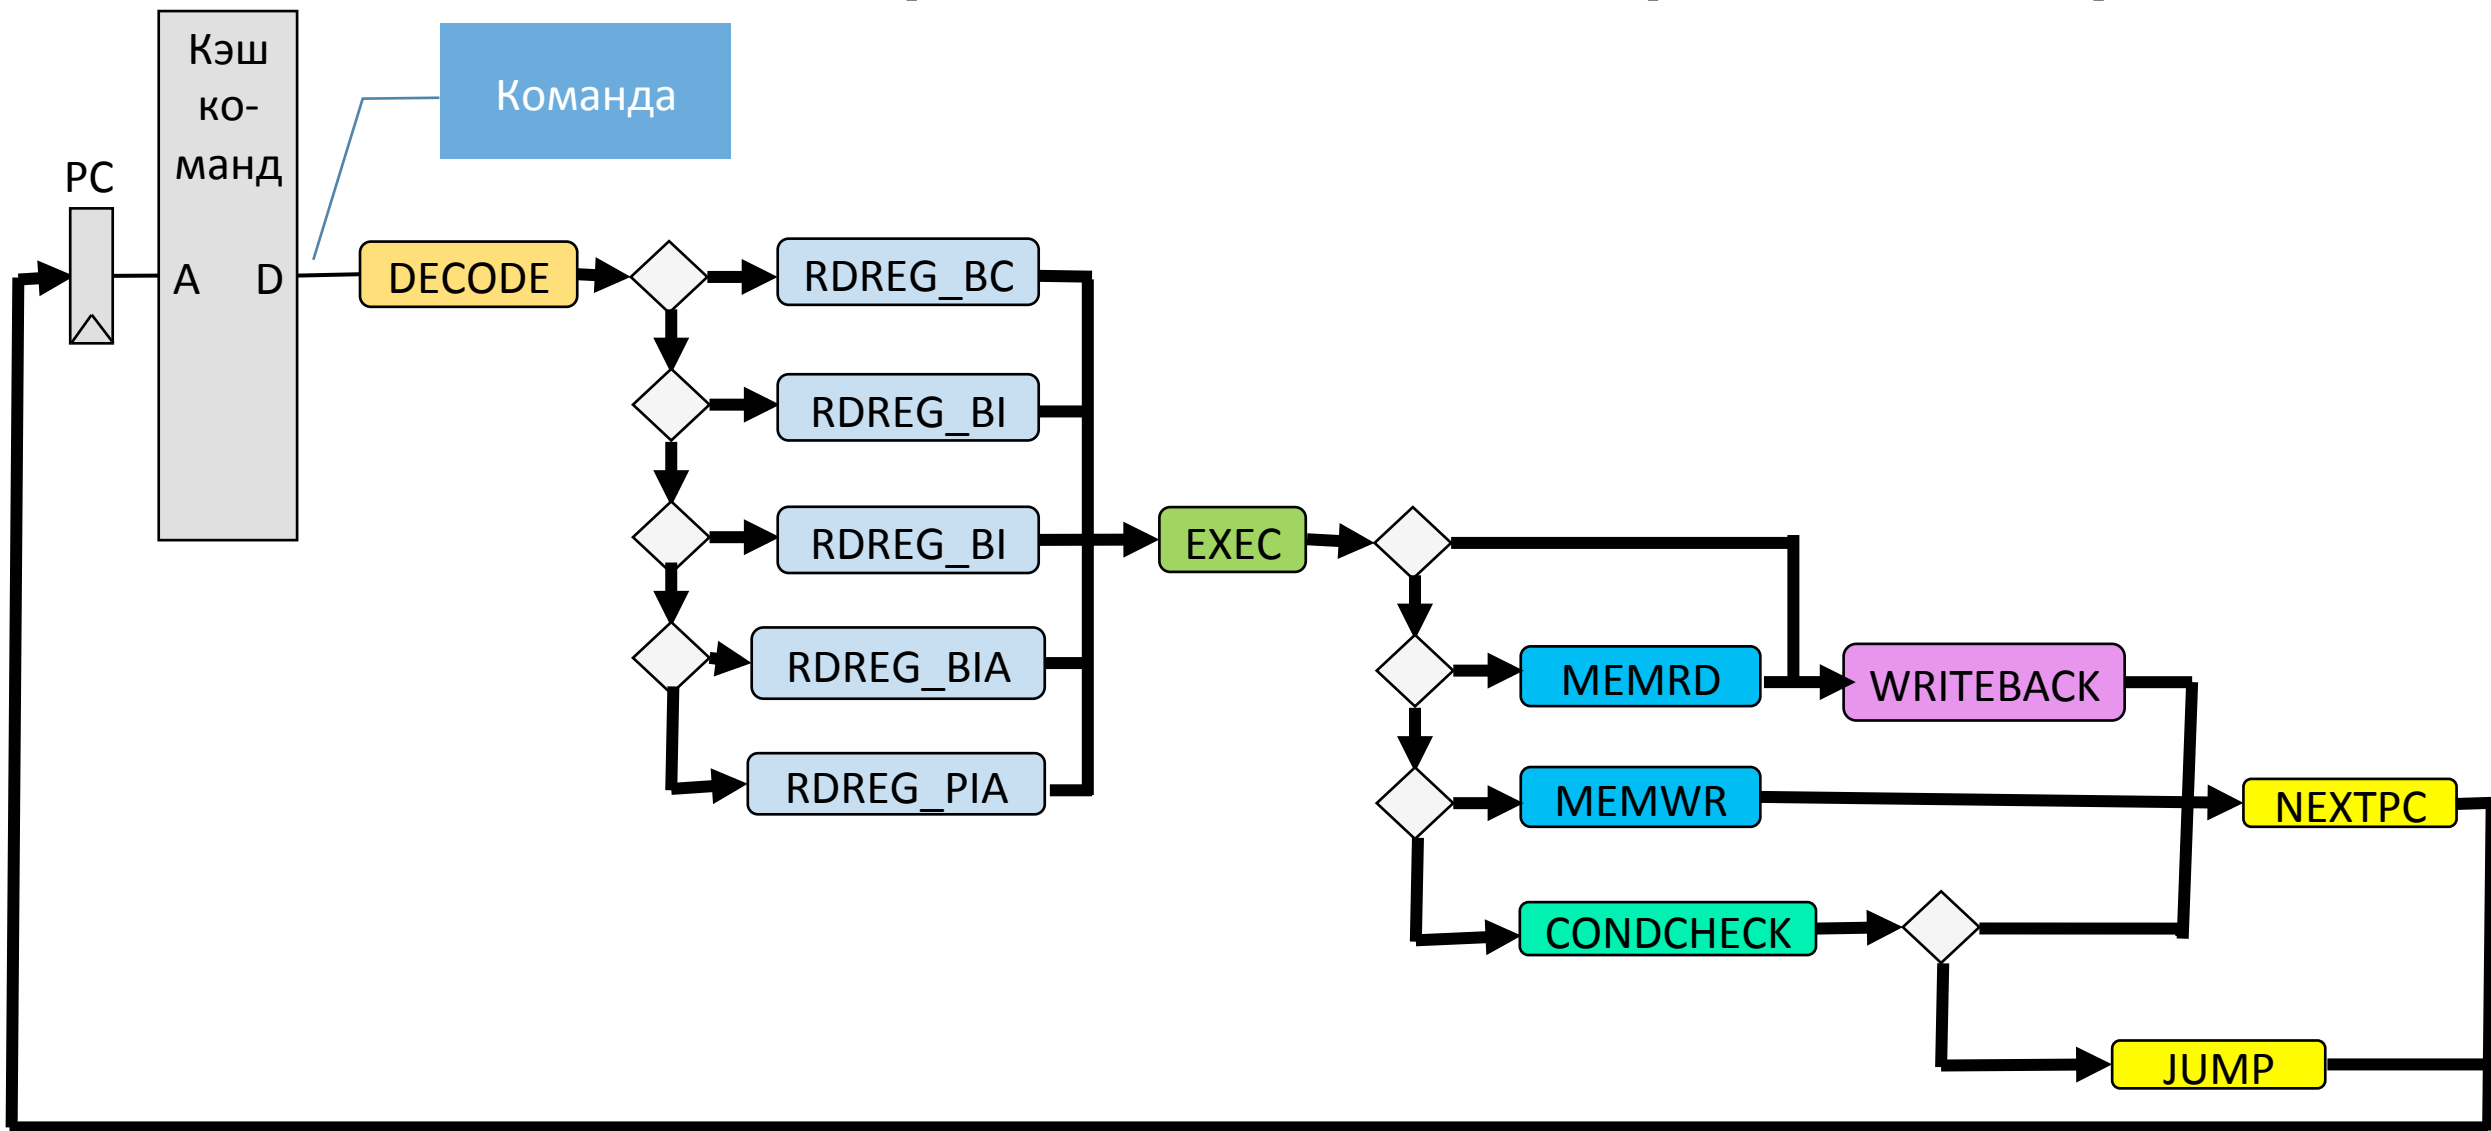 Кэш
ко-
манд
Команда
PC
A D
DECODE
RDREG_BC
RDREG_BI
RDREG_BI
RDREG_BIA
RDREG_PIA
EXEC
MEMRD
WRITEBACK
MEMWR
NEXTPC
CONDCHECK
JUMP